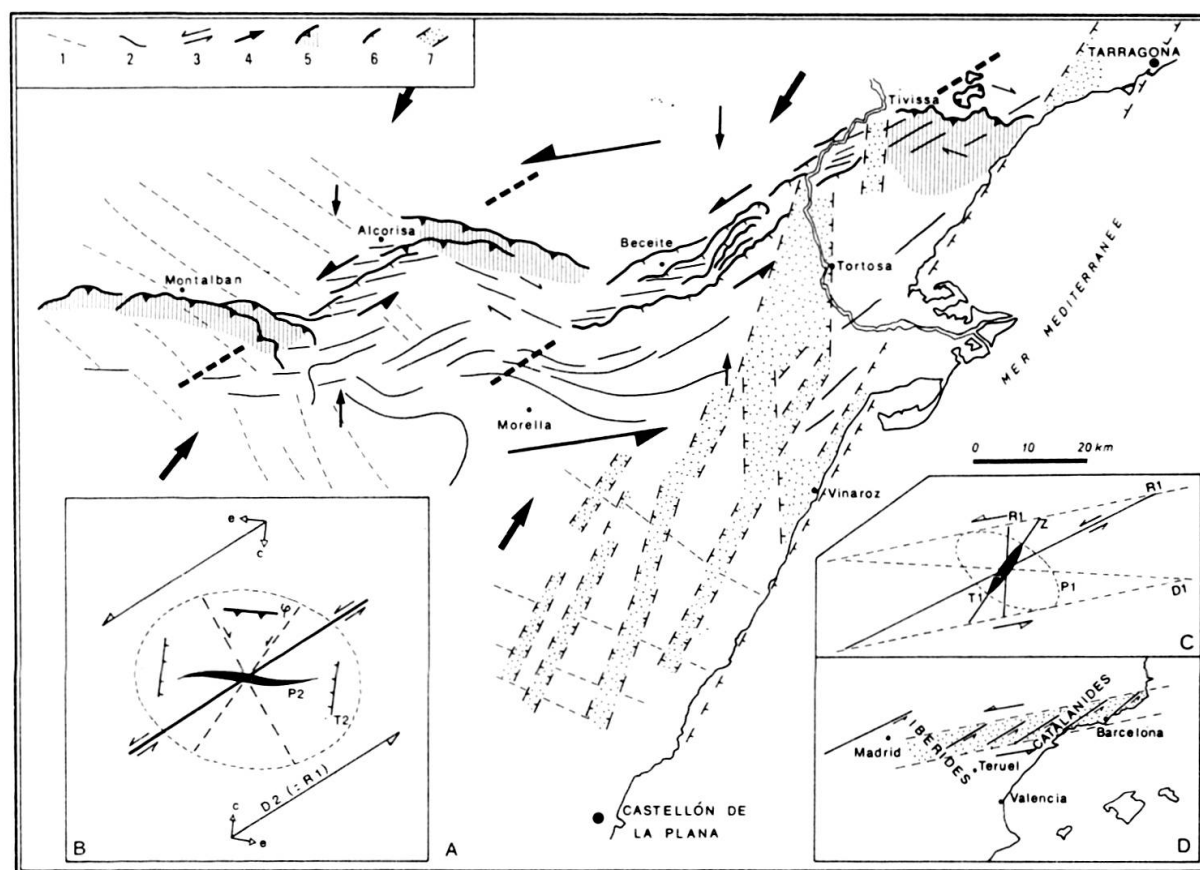 1 2 3 4 5 6 7
TARRAGONA
Tivissa
Alcorisa
Beceite
Montalban
Tortosa
MER MEDITERRANEE
Morella
0 10 20 km
Vinaroz
CASTELLÓN DE
LA PLANA
A
e
c
φ
P2
T2
D2 (=R1)
c
e
B
R1
R1
Z
T1
P1
D1
C
IBÉRIDES
CATALANIDES
Madrid
Barcelona
Teruel
Valencia
D